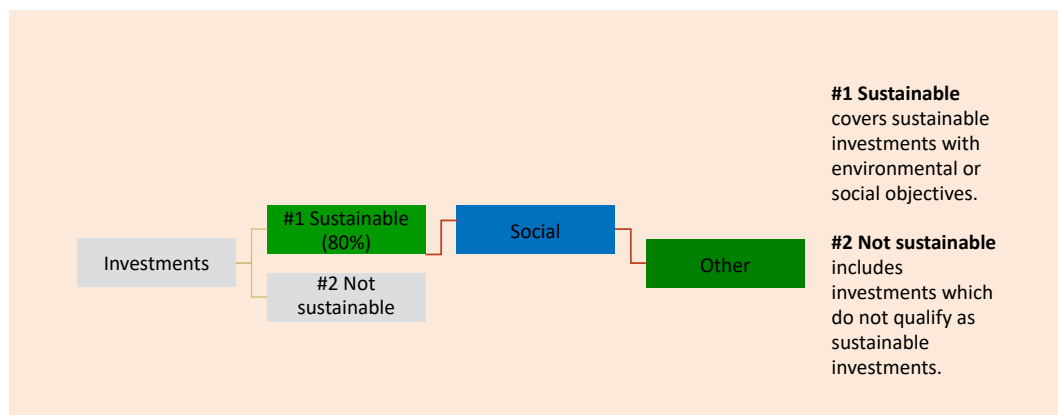 Investments
#1 Sustainable
(80%)
#2 Not
sustainable
Social
Other
#1 Sustainable
covers sustainable
investments with
environmental or
social objectives.
#2 Not sustainable
includes
investments which
do not qualify as
sustainable
investments.